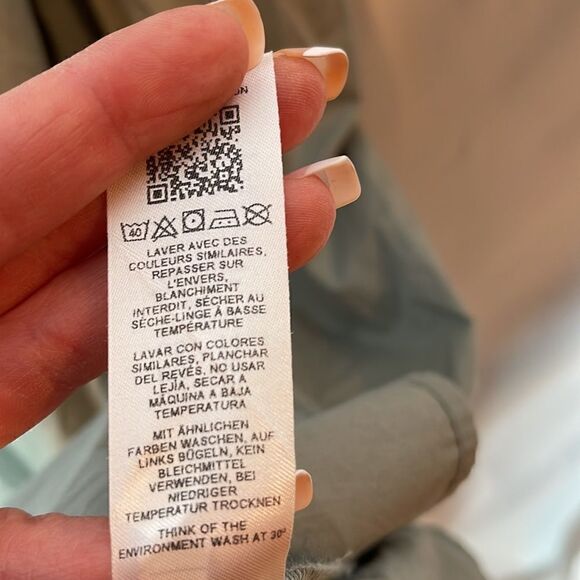 40
LAVER AVEC DES
COULEURS SIMILAIRES,
REPASSER SUR
L'ENVERS,
BLANCHIMENT
INTERDIT, SÉCHER AU
SÈCHE-LINGE À BASSE
TEMPÉRATURE
LAVAR CON COLORES
SIMILARES, PLANCHAR
DEL REVÉS, NO USAR
LEJÍA, SECAR A
MÁQUINA A BAJA
TEMPERATURA
MIT ÄHNLICHEN
FARBEN WASCHEN, AUF
LINKS BÜGELN, KEIN
BLEICHMITTEL
VERWENDEN, BEI
NIEDRIGER
TEMPERATUR TROCKNEN
THINK OF THE
ENVIRONMENT WASH AT 30°